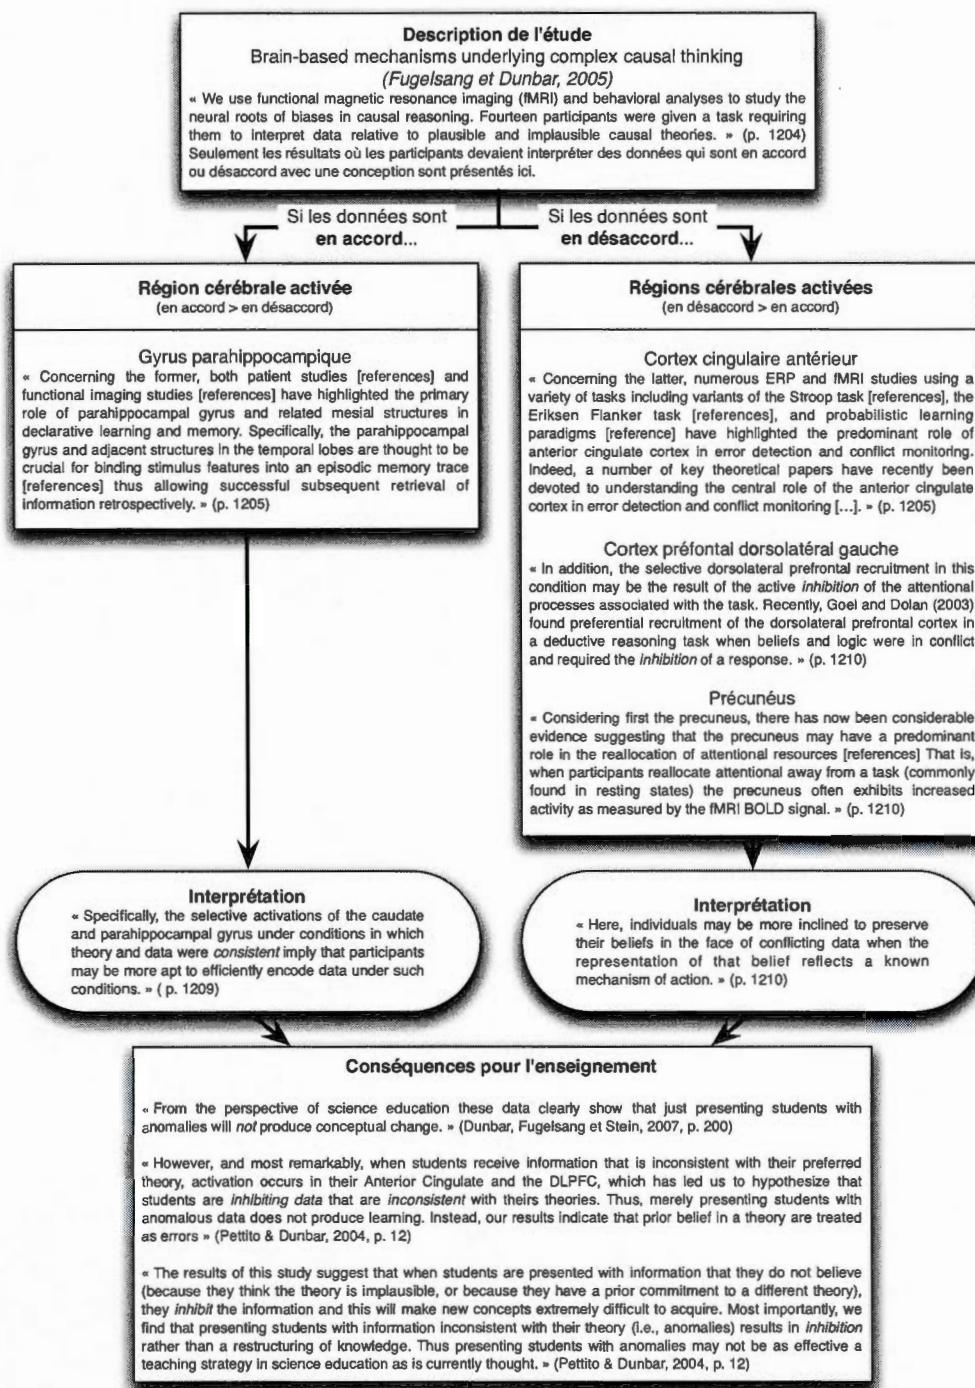 Description de l'étude
Brain-based mechanisms underlying complex causal thinking
(Fugelsang et Dunbar, 2005)
« We use functional magnetic resonance imaging (fMRI) and behavioral analyses to study the
neural roots of biases in causal reasoning. Fourteen participants were given a task requiring
them to interpret data relative to plausible and implausible causal theories. » (p. 1204)
Seulement les résultats où les participants devaient interpréter des données qui sont en accord
ou désaccord avec une conception sont présentés ici.
Si les données sont
en accord...
Si les données sont
en désaccord...
Région cérébrale activée
(en accord > en désaccord)
Gyrus parahippocampique
« Concerning the former, both patient studies [references] and
functional imaging studies [references] have highlighted the primary
role of parahippocampal gyrus and related mesial structures in
declarative learning and memory. Specifically, the parahippocampal
gyrus and adjacent structures in the temporal lobes are thought to be
crucial for binding stimulus features into an episodic memory trace
[references] thus allowing successful subsequent retrieval of
information retrospectively. » (p. 1205)
Régions cérébrales activées
(en désaccord > en accord)
Cortex cingulaire antérieur
« Concerning the latter, numerous ERP and fMRI studies using a
variety of tasks including variants of the Stroop task [references], the
Eriksen Flanker task [references], and probabilistic learning
paradigms [reference] have highlighted the predominant role of
anterior cingulate cortex in error detection and conflict monitoring.
Indeed, a number of key theoretical papers have recently been
devoted to understanding the central role of the anterior cingulate
cortex in error detection and conflict monitoring [...]. » (p. 1205)
Cortex préfontal dorsolatéral gauche
« In addition, the selective dorsolateral prefrontal recruitment in this
condition may be the result of the active inhibition of the attentional
processes associated with the task. Recently, Goel and Dolan (2003)
found preferential recruitment of the dorsolateral prefrontal cortex in
a deductive reasoning task when beliefs and logic were in conflict
and required the inhibition of a response. » (p. 1210)
Précunéus
« Considering first the precuneus, there has now been considerable
evidence suggesting that the precuneus may have a predominant
role in the reallocation of attentional resources [references] That is,
when participants reallocate attentional away from a task (commonly
found in resting states) the precuneus often exhibits increased
activity as measured by the fMRI BOLD signal. » (p. 1210)
Interprétation
« Specifically, the selective activations of the caudate
and parahippocampal gyrus under conditions in which
theory and data were consistent imply that participants
may be more apt to efficiently encode data under such
conditions. » ( p. 1209)
Interprétation
« Here, individuals may be more inclined to preserve
their beliefs in the face of conflicting data when the
representation of that belief reflects a known
mechanism of action. » (p. 1210)
Conséquences pour l'enseignement
« From the perspective of science education these data clearly show that just presenting students with
anomalies will not produce conceptual change. » (Dunbar, Fugelsang et Stein, 2007, p. 200)
« However, and most remarkably, when students receive information that is inconsistent with their preferred
theory, activation occurs in their Anterior Cingulate and the DLPFC, which has led us to hypothesize that
students are inhibiting data that are inconsistent with theirs theories. Thus, merely presenting students with
anomalous data does not produce learning. Instead, our results indicate that prior belief in a theory are treated
as errors » (Pettito & Dunbar, 2004, p. 12)
« The results of this study suggest that when students are presented with information that they do not believe
(because they think the theory is implausible, or because they have a prior commitment to a different theory),
they inhibit the information and this will make new concepts extremely difficult to acquire. Most importantly, we
find that presenting students with information inconsistent with their theory (i.e., anomalies) results in inhibition
rather than a restructuring of knowledge. Thus presenting students with anomalies may not be as effective a
teaching strategy in science education as is currently thought. » (Pettito & Dunbar, 2004, p. 12)